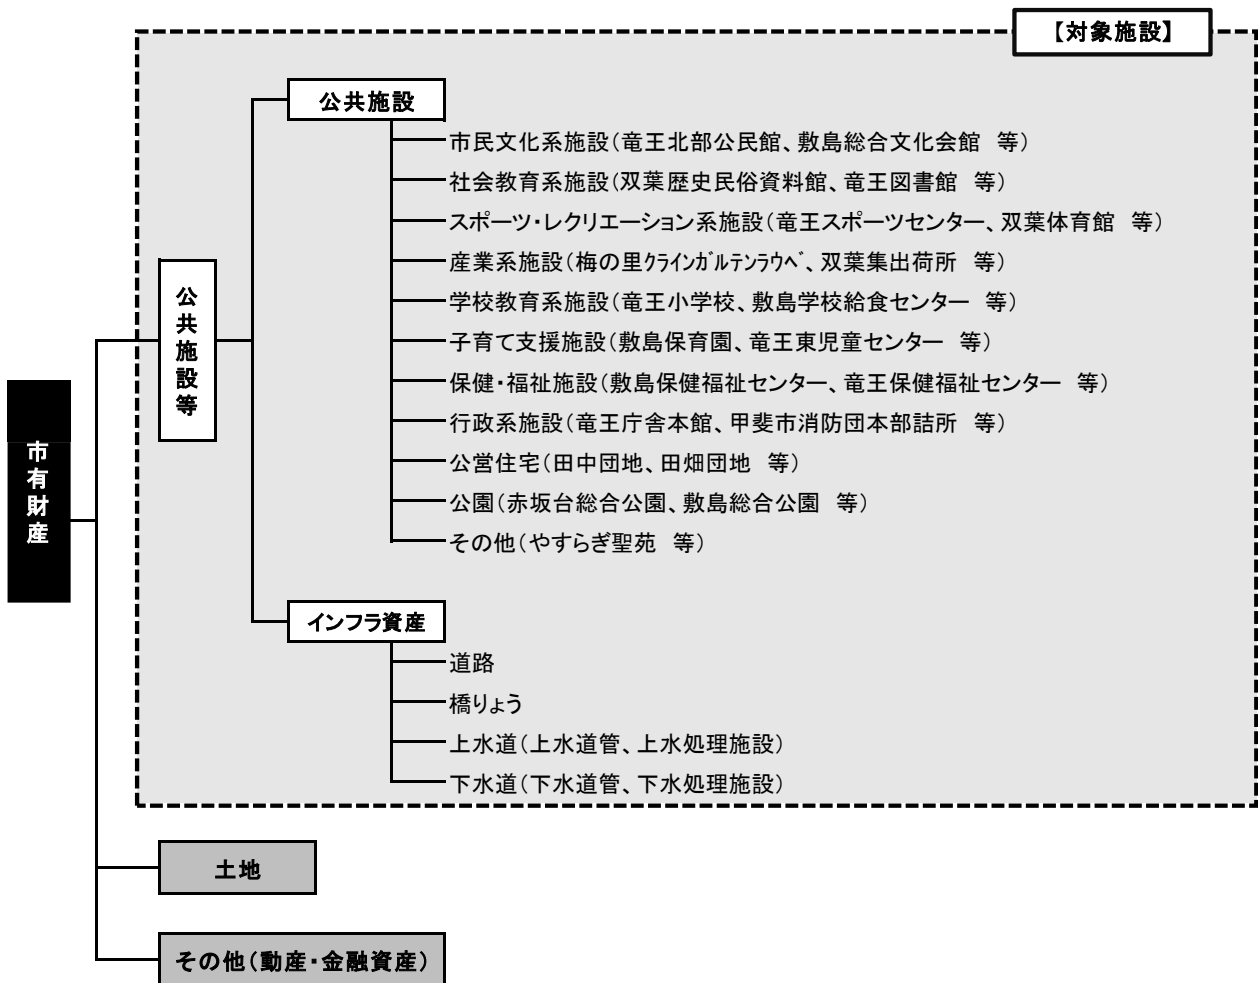 【対象施設】
公共施設
市民文化系施設(竜王北部公民館、敷島総合文化会館 等)
社会教育系施設(双葉歴史民俗資料館、竜王図書館 等)
スポーツ・レクリエーション系施設(竜王スポーツセンター、双葉体育館 等)
産業系施設(梅の里クラインガルテンラウベ、双葉集出荷所 等)
学校教育系施設(竜王小学校、敷島学校給食センター 等)
子育て支援施設(敷島保育園、竜王東児童センター 等)
保健・福祉施設(敷島保健福祉センター、竜王保健福祉センター 等)
行政系施設(竜王庁舎本館、甲斐市消防団本部詰所 等)
公営住宅(田中団地、田畑団地 等)
公園(赤坂台総合公園、敷島総合公園 等)
その他(やすらぎ聖苑 等)
公共施設等
市有財産
インフラ資産
道路
橋りょう
上水道(上水道管、上水処理施設)
下水道(下水道管、下水処理施設)
土地
その他(動産・金融資産)